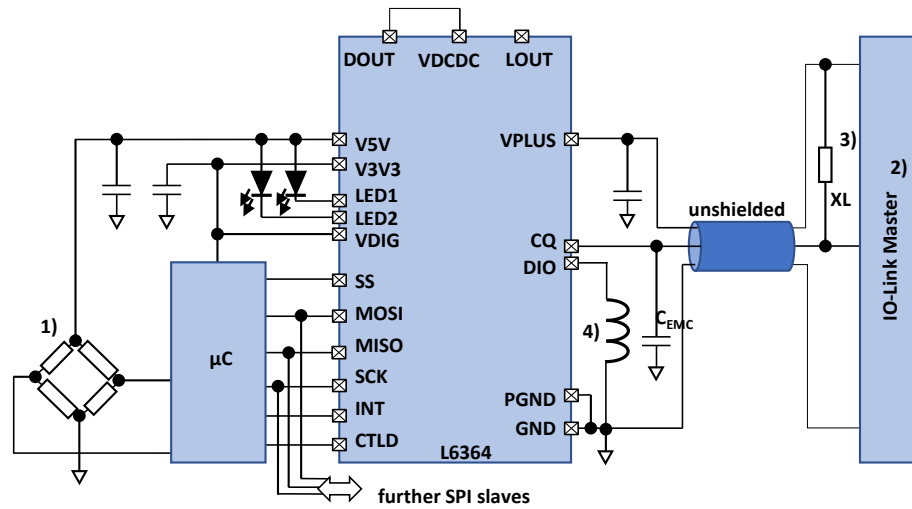 DOUT VDCDC LOUT
V5V
VPLUS
3)
V3V3
2)
LED1
XL
LED2
unshielded
VDIG
CQ
DIO
SS
IO-Link Master
MOSI
1)
4)
CEMC
µC
MISO
SCK
PGND
INT
GND
CTLD
L6364
further SPI slaves